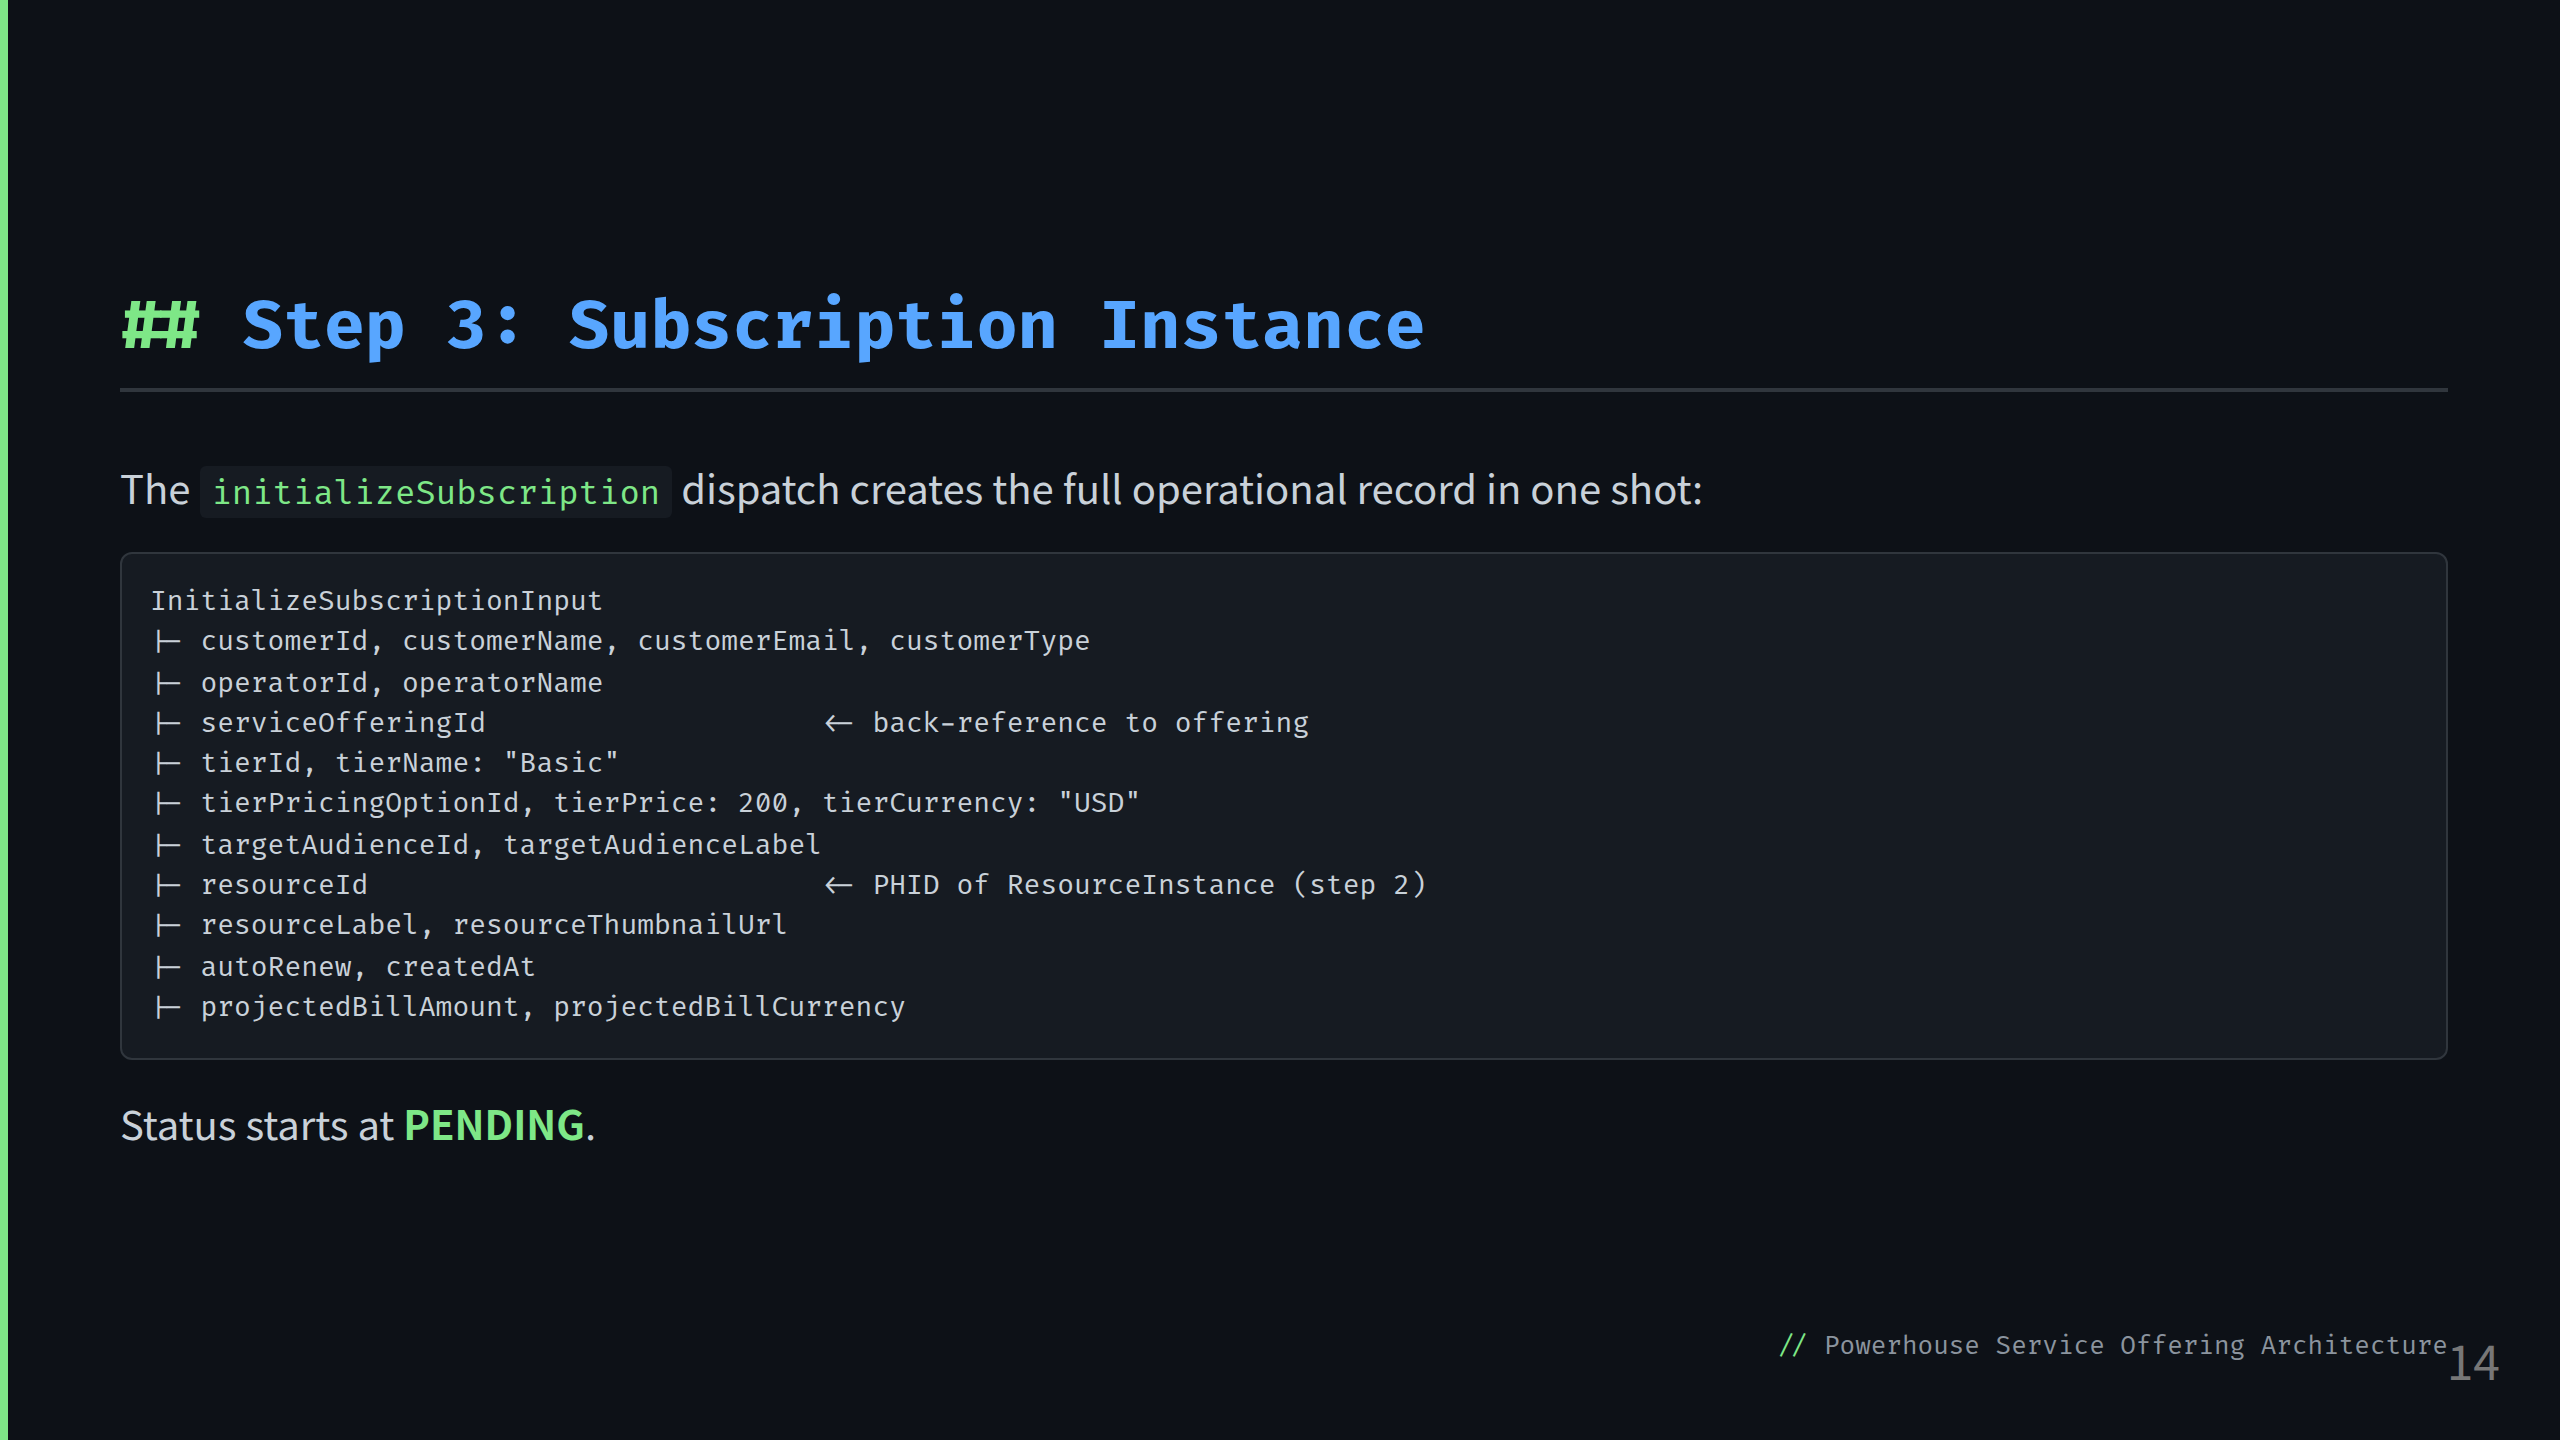 ## Step 3: Subscription Instance
The initializeSubscription dispatch creates the full operational record in one shot:
InitializeSubscriptionInput
├─ customerId, customerName, customerEmail, customerType
├─ operatorId, operatorName
├─ serviceOfferingId                    ← back-reference to offering
├─ tierId, tierName: "Basic"
├─ tierPricingOptionId, tierPrice: 200, tierCurrency: "USD"
├─ targetAudienceId, targetAudienceLabel
├─ resourceId                           ← PHID of ResourceInstance (step 2)
├─ resourceLabel, resourceThumbnailUrl
├─ autoRenew, createdAt
├─ projectedBillAmount, projectedBillCurrency
Status starts at PENDING.
// Powerhouse Service Offering Architecture
14